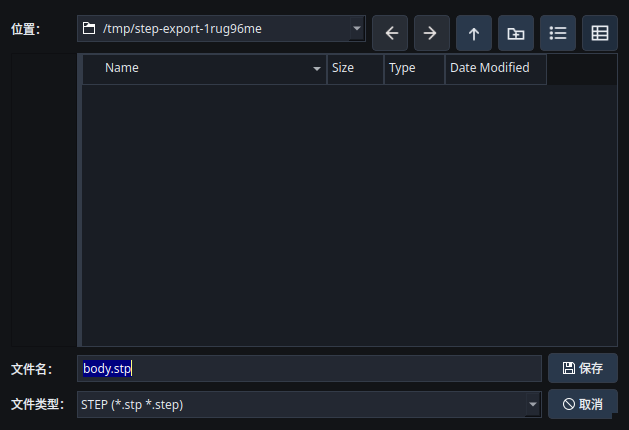 位置： /tmp/step-export-1rug96me
Name Size Type Date Modified
文件名： body.stp 保存
文件类型： STEP (*.stp *.step) 取消